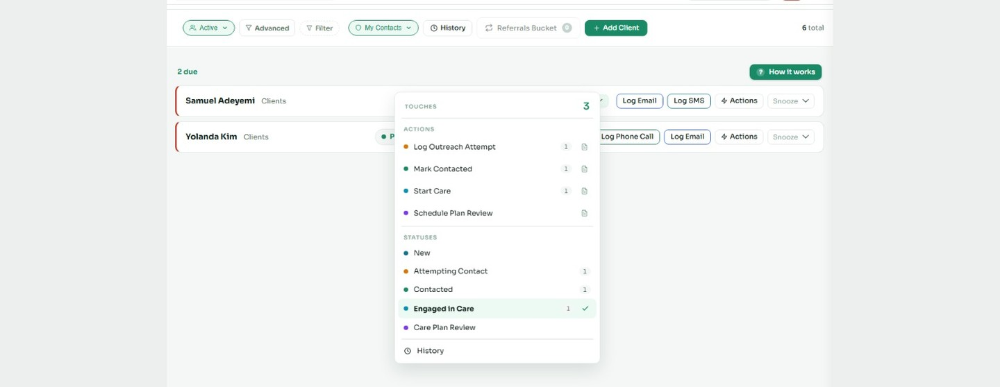 Active Advanced Filter My Contacts History Referrals Bucket 0 + Add Client 6 total
2 due ? How it works
Samuel Adeyemi Clients Log Email Log SMS Actions Snooze
Yolanda Kim Clients P Log Phone Call Log Email Actions Snooze
TOUCHES 3
ACTIONS
Log Outreach Attempt 1
Mark Contacted 1
Start Care 1
Schedule Plan Review
STATUSES
New
Attempting Contact 1
Contacted 1
Engaged in Care 1
Care Plan Review
History